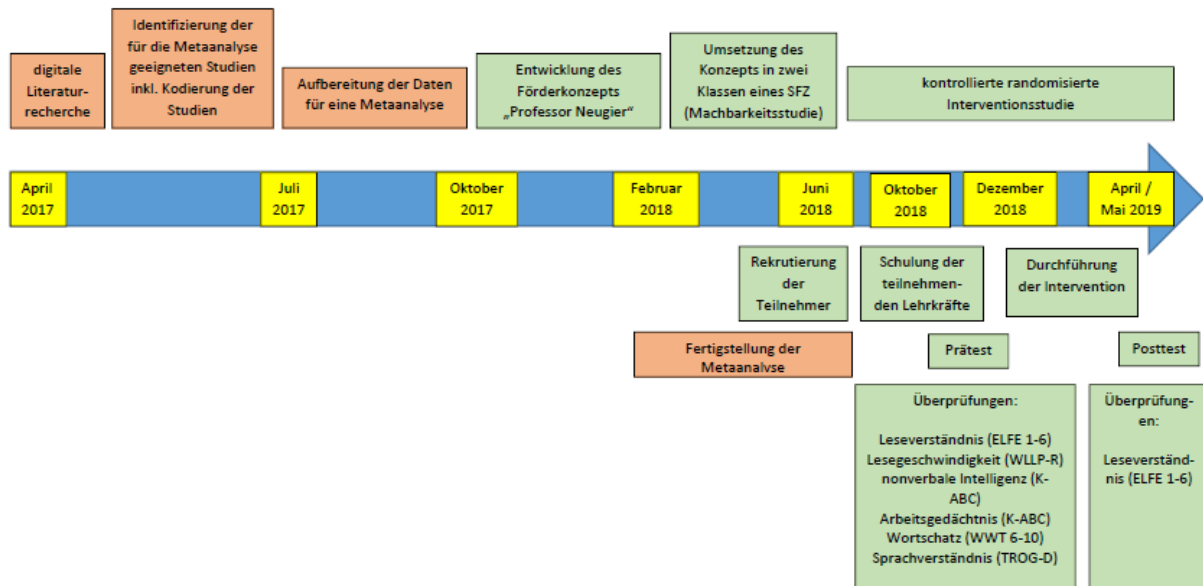 digitale
Literatur-
recherche
Identifizierung der
für die Metaanalyse
geeigneten Studien
inkl. Kodierung der
Studien
Aufbereitung der Daten
für eine Metaanalyse
Entwicklung des
Förderkonzepts
„Professor Neugier“
Umsetzung des
Konzepts in zwei
Klassen eines SFZ
(Machbarkeitsstudie)
kontrollierte randomisierte
Interventionsstudie
April
2017
Juli
2017
Oktober
2017
Februar
2018
Juni
2018
Oktober
2018
Dezember
2018
April /
Mai 2019
Rekrutierung
der
Teilnehmer
Schulung der
teilnehmen-
den Lehrkräfte
Durchführung
der Intervention
Fertigstellung der
Metaanalyse
Prätest
Posttest
Überprüfungen:
Leseverständnis (ELFE 1-6)
Lesegeschwindigkeit (WLLP-R)
nonverbale Intelligenz (K-
ABC)
Arbeitsgedächtnis (K-ABC)
Wortschatz (WWT 6-10)
Sprachverständnis (TROG-D)
Überprüfung-
en:
Leseverständ-
nis (ELFE 1-6)